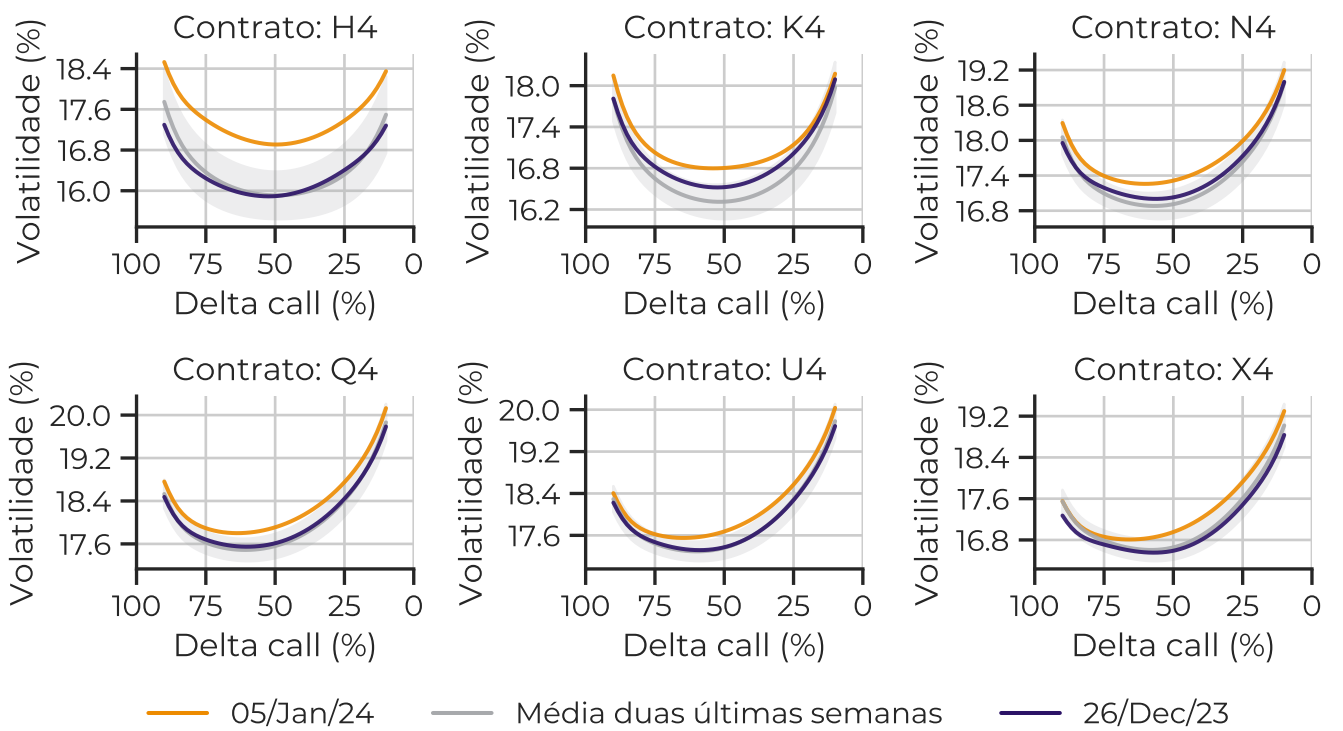 Contrato: H4
Volatilidade (%)
18.4
17.6
16.8
16.0
100 75 50 25 0
Delta call (%)
Contrato: K4
Volatilidade (%)
18.0
17.4
16.8
16.2
100 75 50 25 0
Delta call (%)
Contrato: N4
Volatilidade (%)
19.2
18.6
18.0
17.4
16.8
100 75 50 25 0
Delta call (%)
Contrato: Q4
Volatilidade (%)
20.0
19.2
18.4
17.6
100 75 50 25 0
Delta call (%)
Contrato: U4
Volatilidade (%)
20.0
19.2
18.4
17.6
100 75 50 25 0
Delta call (%)
Contrato: X4
Volatilidade (%)
19.2
18.4
17.6
16.8
100 75 50 25 0
Delta call (%)
05/Jan/24 Média duas últimas semanas 26/Dec/23